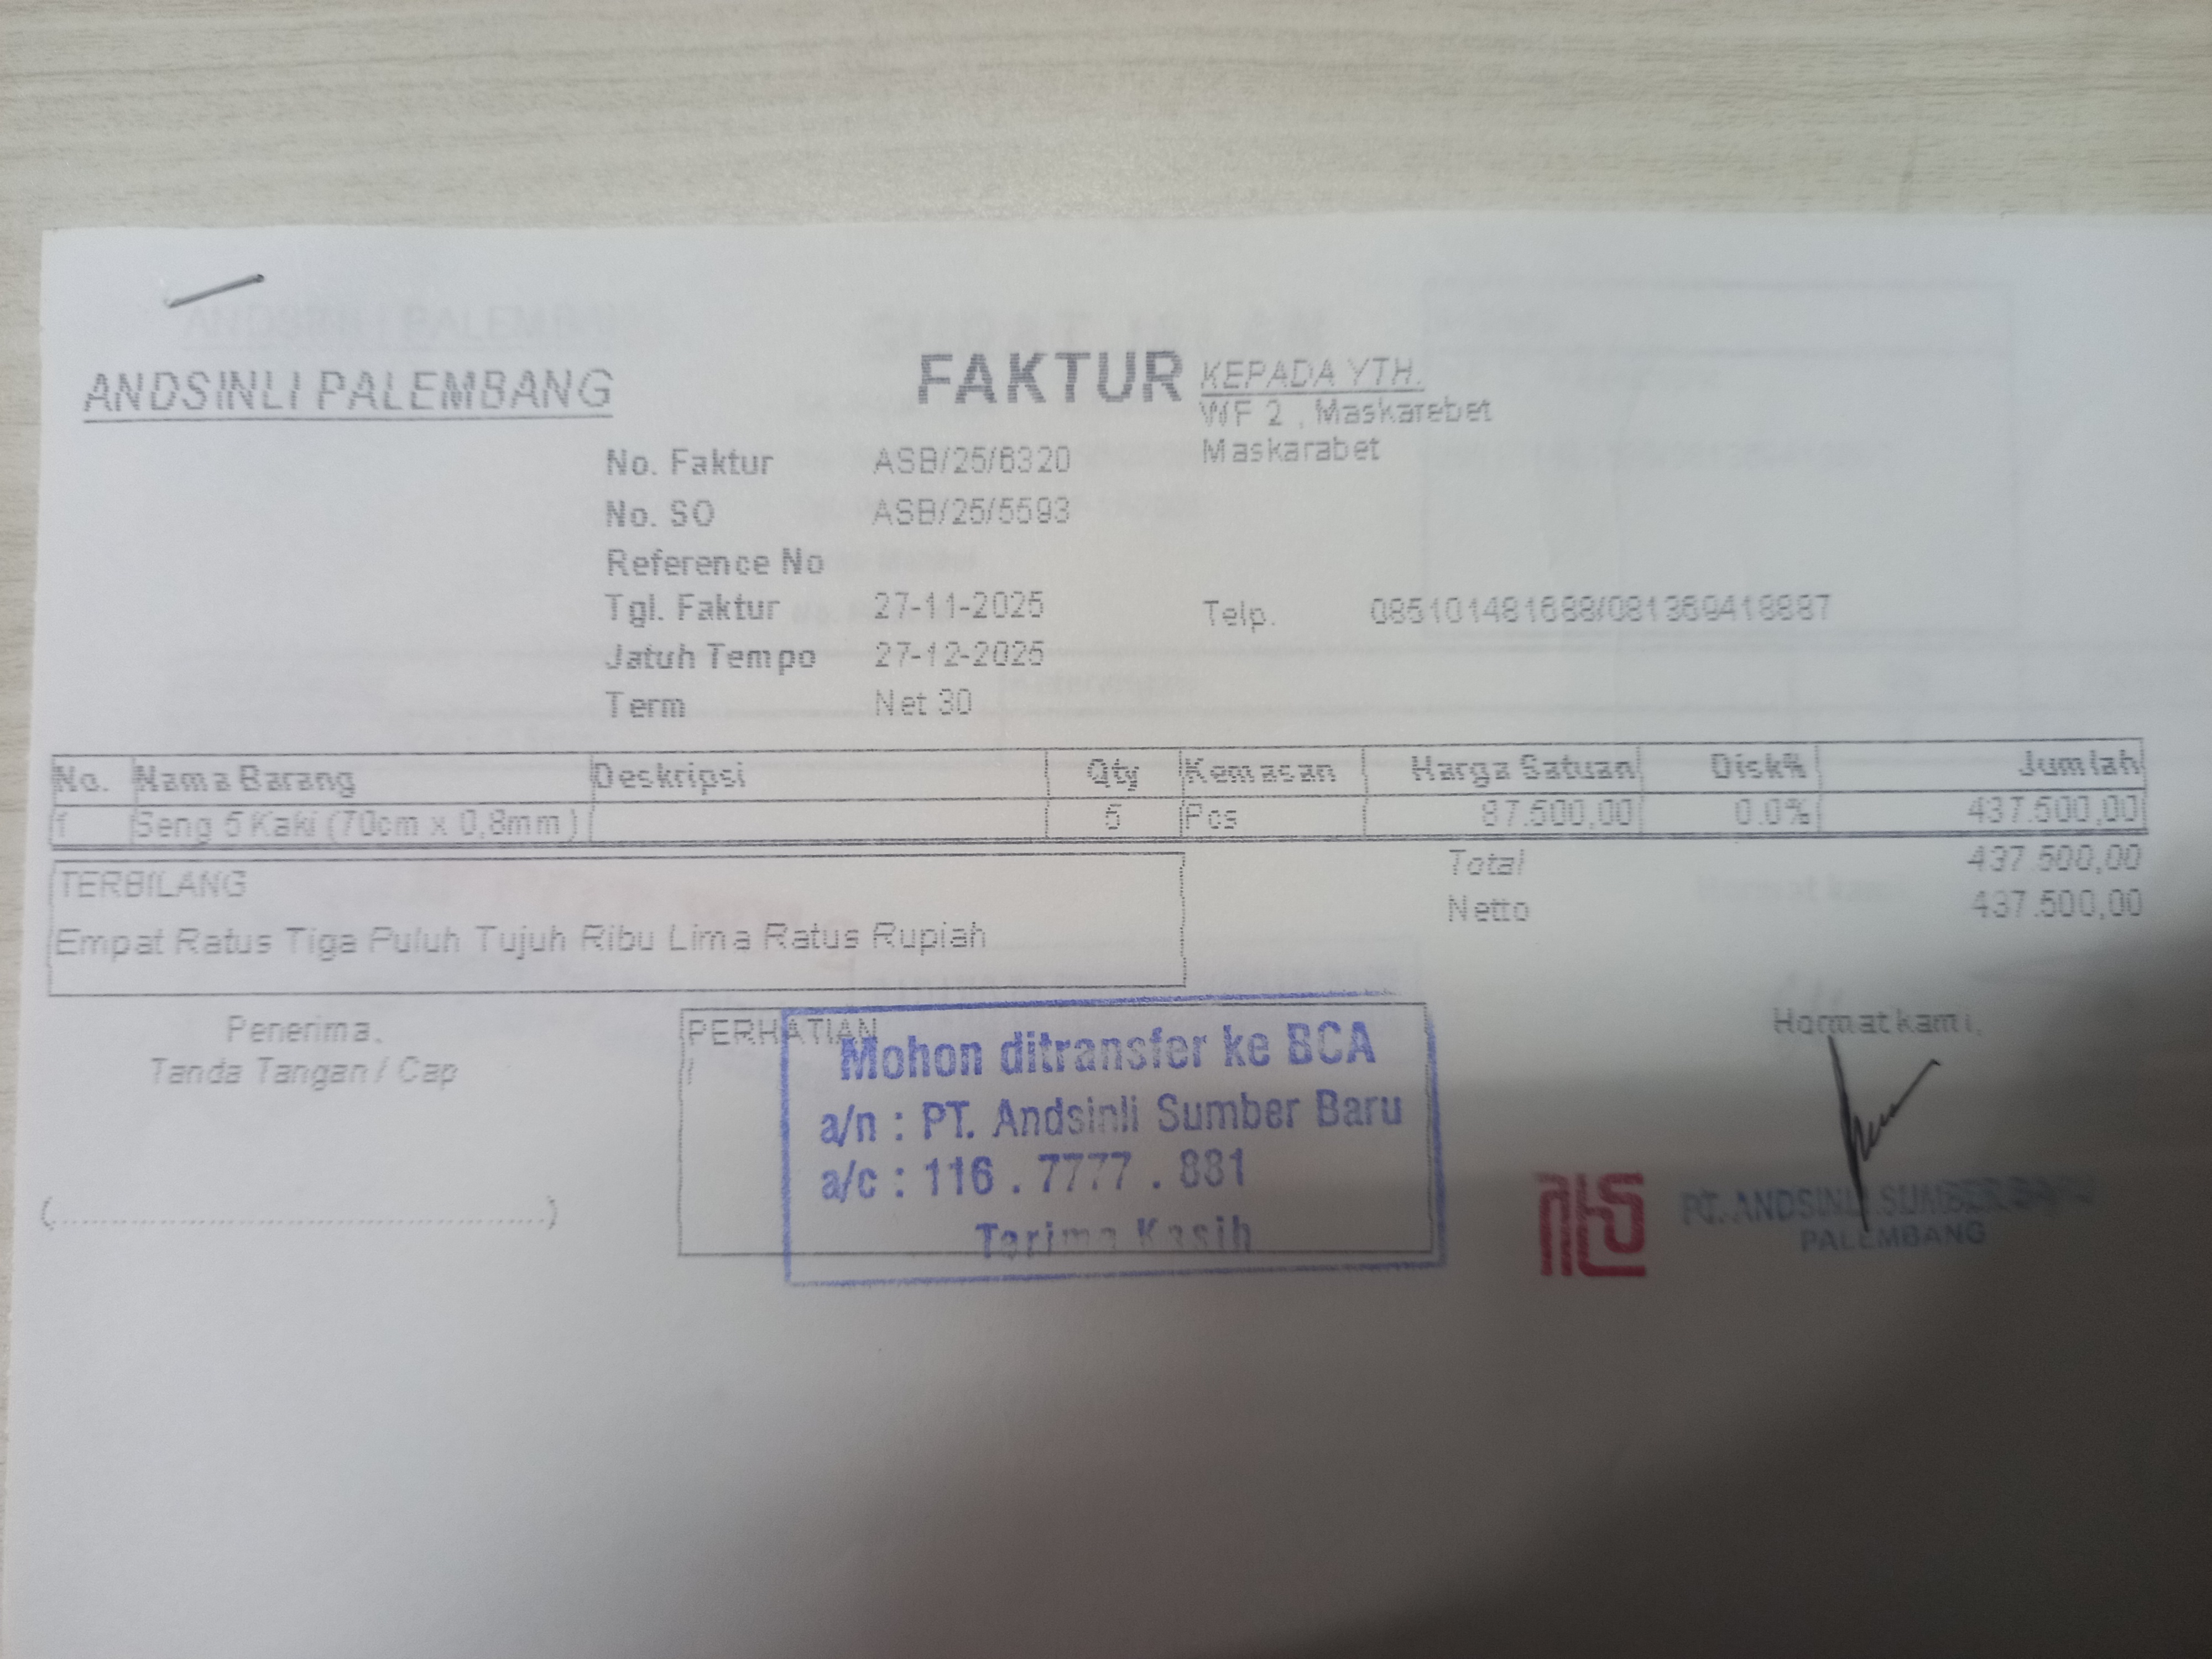 ANDSINLI PALEMBANG
FAKTUR
KEPADA YTH.
WF 2 , Maskarebet
Maskarabet
No. Faktur ASB/25/6320
No. SO ASB/25/5593
Reference No
Tgl. Faktur 27-11-2025
Telp. 085101481688/081369418887
Jatuh Tempo 27-12-2025
Term Net 30
No. Nama Barang Deskripsi Qty Kemasan Harga Satuan Disk% Jumlah
1 Seng 5 Kaki (70cm x 0,8mm) 5 Pcs 87.500,00 0.0% 437.500,00
Total 437.500,00
Netto 437.500,00
TERBILANG
Empat Ratus Tiga Puluh Tujuh Ribu Lima Ratus Rupiah
Penerima,
Tanda Tangan / Cap
(..................................................)
PERHATIAN
/
Mohon ditransfer ke BCA
a/n : PT. Andsinli Sumber Baru
a/c : 116 . 7777 . 881
Terima Kasih
Hormat kami,
PT. ANDSINLI SUMBER BARU
PALEMBANG